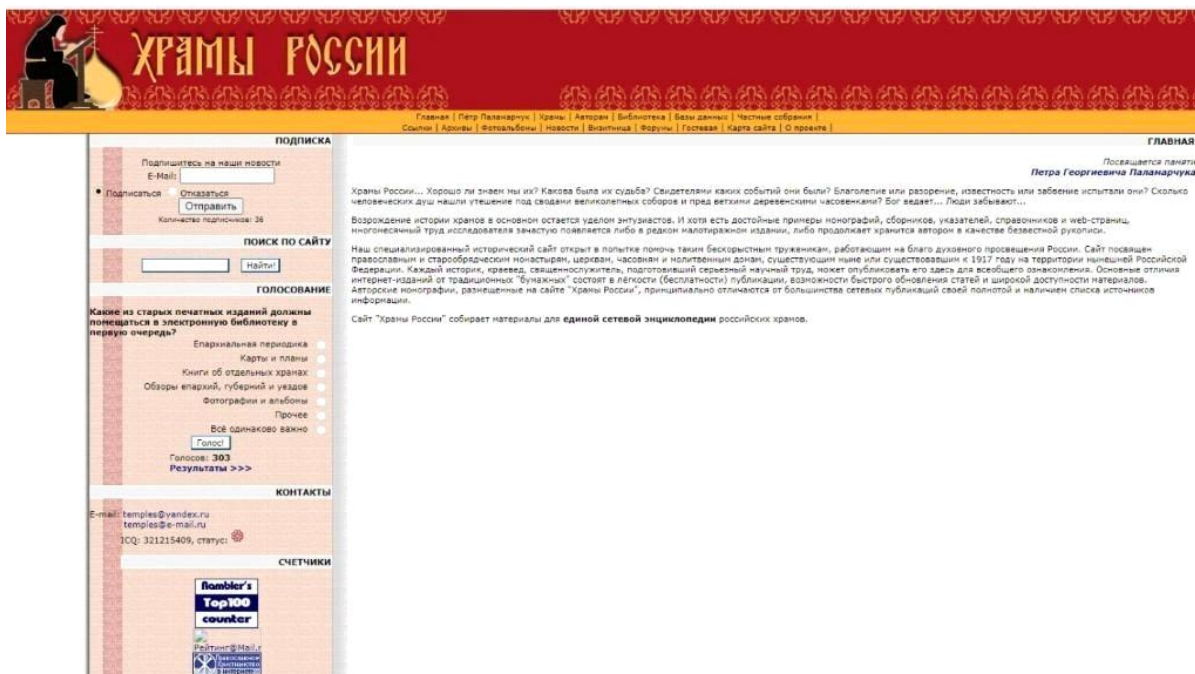 ХРАМЫ РОССИИ
Главная | Пётр Паламарчук | Храмы | Авторам | Библиотека | Базы данных | Частные собрания |
Ссылки | Архивы | Фотоальбомы | Новости | Визитница | Форумы | Гостевая | Карта сайта | О проекте |
ПОДПИСКА
Подпишитесь на наши новости
E-Mail:
Подписаться Отказаться
Отправить
Количество подписчиков: 36
ПОИСК ПО САЙТУ
Найти!
ГОЛОСОВАНИЕ
Какие из старых печатных изданий должны
помещаться в электронную библиотеку в
первую очередь?
Епархиальная периодика
Карты и планы
Книги об отдельных храмах
Обзоры епархий, губерний и уездов
Фотографии и альбомы
Прочее
Всё одинаково важно
Голос!
Голосов: 303
Результаты >>>
КОНТАКТЫ
E-mail: temples@yandex.ru
temples@e-mail.ru
ICQ: 321215409, статус:
СЧЕТЧИКИ
Rambler's
Top100
counter
Рейтинг@Mail.r
Православное
Христианство
в интернете
ГЛАВНАЯ
Посвящается памяти
Петра Георгиевича Паламарчука
Храмы России... Хорошо ли знаем мы их? Какова была их судьба? Свидетелями каких событий они были? Благолепие или разорение, известность или забвение испытали они? Сколько
человеческих душ нашли утешение под сводами великолепных соборов и пред ветхими деревенскими часовенками? Бог ведает... Люди забывают...
Возрождение истории храмов в основном остается уделом энтузиастов. И хотя есть достойные примеры монографий, сборников, указателей, справочников и web-страниц,
многомесячный труд исследователя зачастую появляется либо в редком малотиражном издании, либо продолжает хранится автором в качестве безвестной рукописи.
Наш специализированный исторический сайт открыт в попытке помочь таким бескорыстным труженикам, работающим на благо духовного просвещения России. Сайт посвящен
православным и старообрядческим монастырям, церквам, часовням и молитвенным домам, существующим ныне или существовавшим к 1917 году на территории нынешней Российской
Федерации. Каждый историк, краевед, священнослужитель, подготовивший серьезный научный труд, может опубликовать его здесь для всеобщего ознакомления. Основные отличия
интернет-изданий от традиционных "бумажных" состоят в лёгкости (бесплатности) публикации, возможности быстрого обновления статей и широкой доступности материалов.
Авторские монографии, размещенные на сайте "Храмы России", принципиально отличаются от большинства сетевых публикаций своей полнотой и наличием списка источников
информации.
Сайт "Храмы России" собирает материалы для единой сетевой энциклопедии российских храмов.